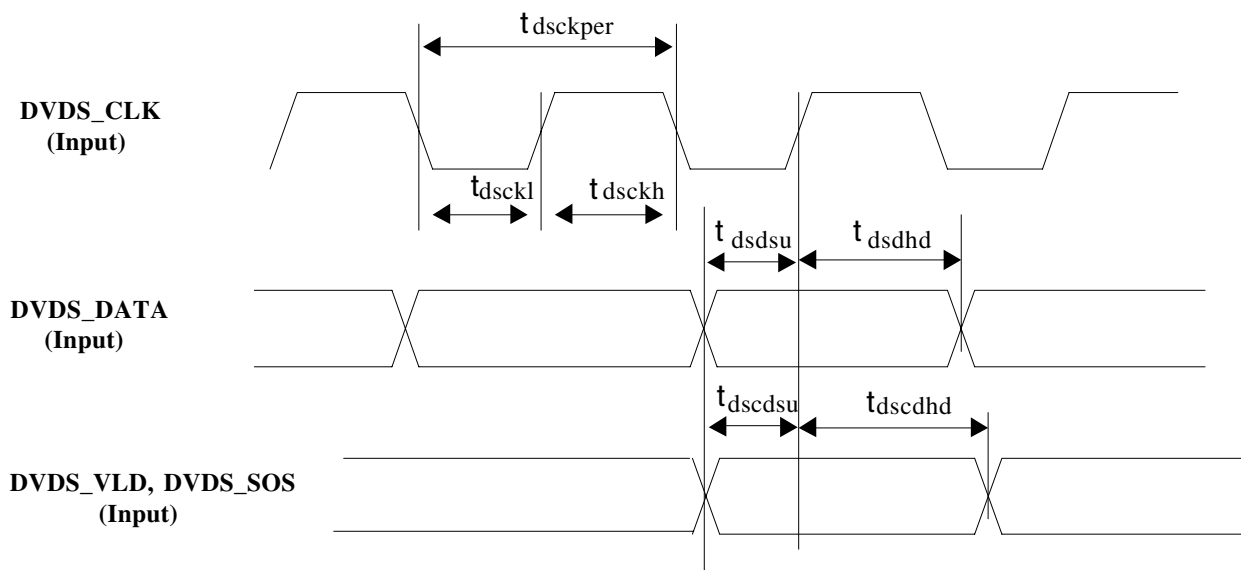 tdsckper
DVDS_CLK
(Input)
tdsckl
tdsckh
tdsdsu
tdsdhd
DVDS_DATA
(Input)
tdscdsu
tdscdhd
DVDS_VLD, DVDS_SOS
(Input)